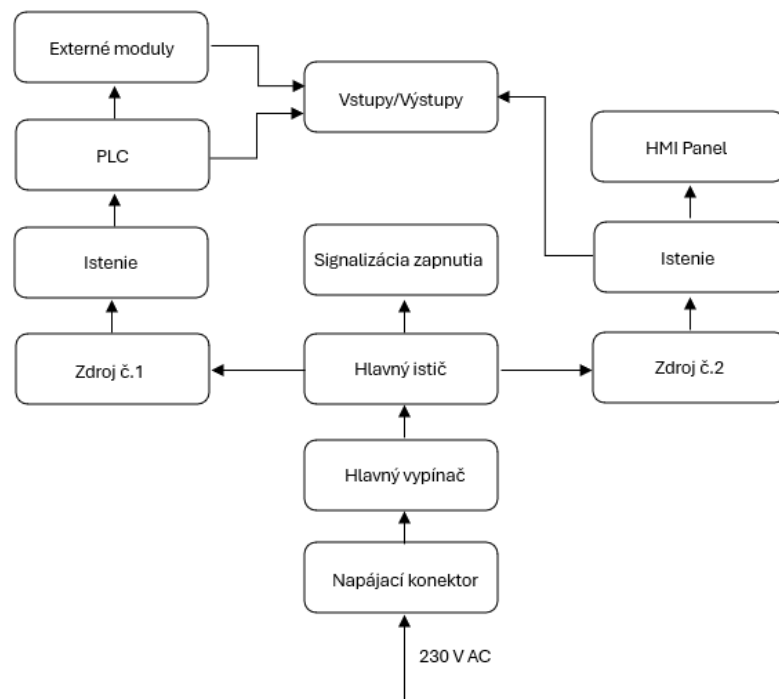 Externé moduly
Vstupy/Výstupy
PLC
HMI Panel
Istenie
Signalizácia zapnutia
Istenie
Zdroj č.1
Hlavný istič
Zdroj č.2
Hlavný vypínač
Napájací konektor
230 V AC